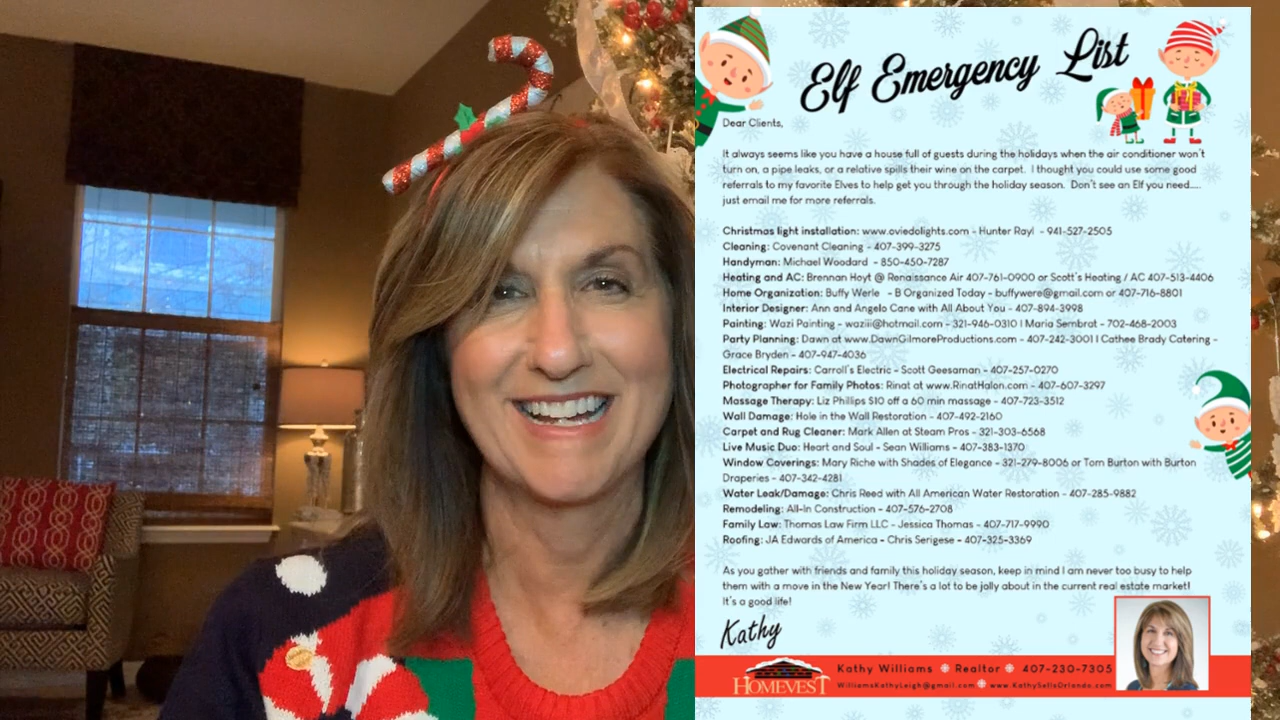 Elf Emergency List
Dear Clients,
It always seems like you have a house full of guests during the holidays when the air conditioner won't
turn on, a pipe leaks, or a relative spills their wine on the carpet. I thought you could use some good
referrals to my favorite Elves to help get you through the holiday season. Don't see an Elf you need.....
just email me for more referrals.
Christmas light installation: www.oviedolights.com - Hunter Rayl - 941-527-2505
Cleaning: Covenant Cleaning - 407-399-3275
Handyman: Michael Woodard - 850-450-7287
Heating and AC: Brennan Hoyt @ Renaissance Air 407-761-0900 or Scott's Heating / AC 407-513-4406
Home Organization: Buffy Werle - B Organized Today - buffywere@gmail.com or 407-716-8801
Interior Designer: Ann and Angelo Cane with All About You - 407-894-3998
Painting: Wazi Painting - waziii@hotmail.com - 321-946-0310 | Maria Sembrat - 702-468-2003
Party Planning: Dawn at www.DawnGilmoreProductions.com - 407-242-3001 | Cathee Brady Catering -
Grace Bryden - 407-947-4036
Electrical Repairs: Carroll's Electric - Scott Geesaman - 407-257-0270
Photographer for Family Photos: Rinat at www.RinatHalon.com - 407-607-3297
Massage Therapy: Liz Phillips $10 off a 60 min massage - 407-723-3512
Wall Damage: Hole in the Wall Restoration - 407-492-2160
Carpet and Rug Cleaner: Mark Allen at Steam Pros - 321-303-6568
Live Music Duo: Heart and Soul - Sean Williams - 407-383-1370
Window Coverings: Mary Riche with Shades of Elegance - 321-279-8006 or Tom Burton with Burton
Draperies - 407-342-4281
Water Leak/Damage: Chris Reed with All American Water Restoration - 407-285-9882
Remodeling: All-In Construction - 407-576-2708
Family Law: Thomas Law Firm LLC - Jessica Thomas - 407-717-9990
Roofing: JA Edwards of America - Chris Serigese - 407-325-3369
As you gather with friends and family this holiday season, keep in mind I am never too busy to help
them with a move in the New Year! There's a lot to be jolly about in the current real estate market!
It's a good life!
Kathy
HOMEVEST
Kathy Williams Realtor 407-230-7305
WilliamsKathyLeigh@gmail.com www.KathySellsOrlando.com